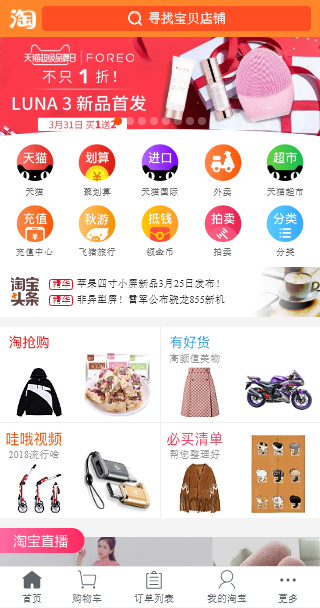 淘 寻找宝贝店铺
天猫超级品牌日 FOREO
不只1折！
LUNA 3 新品首发
3月31日 买1送2
天猫 划算 进口 超市
天猫 聚划算 天猫国际 外卖 天猫超市
充值 秋游 抵钱 拍卖 分类
充值中心 飞猪旅行 领金币 拍卖 分类
淘宝头条
精华 苹果四寸小屏新品3月25日发布！
精华 非异型屏！雷军公布骁龙855新机
淘抢购 有好货
高颜值美物
哇哦视频 必买清单
2018流行啥 帮您整理好
淘宝直播
首页 购物车 订单列表 我的淘宝 更多